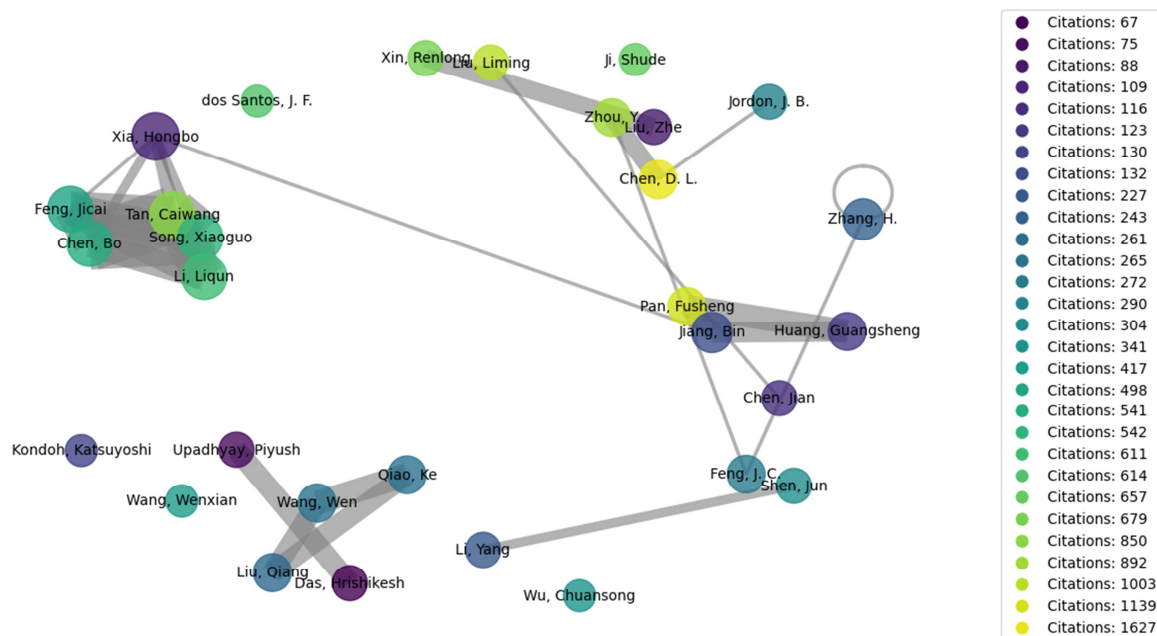 Xin, Renlong
Liu, Liming
Ji, Shude
dos Santos, J. F.
Jordon, J. B.
Xia, Hongbo
Zhou, Y.
Liu, Zhe
Chen, D. L.
Feng, Jicai
Tan, Caiwang
Zhang, H.
Chen, Bo
Song, Xiaoguo
Li, Liqun
Pan, Fusheng
Jiang, Bin
Huang, Guangsheng
Chen, Jian
Kondoh, Katsuyoshi
Upadhyay, Piyush
Qiao, Ke
Feng, J. C.
Shen, Jun
Wang, Wenxian
Wang, Wen
Li, Yang
Liu, Qiang
Das, Hrishikesh
Wu, Chuansong
Citations: 67
Citations: 75
Citations: 88
Citations: 109
Citations: 116
Citations: 123
Citations: 130
Citations: 132
Citations: 227
Citations: 243
Citations: 261
Citations: 265
Citations: 272
Citations: 290
Citations: 304
Citations: 341
Citations: 417
Citations: 498
Citations: 541
Citations: 542
Citations: 611
Citations: 614
Citations: 657
Citations: 679
Citations: 850
Citations: 892
Citations: 1003
Citations: 1139
Citations: 1627